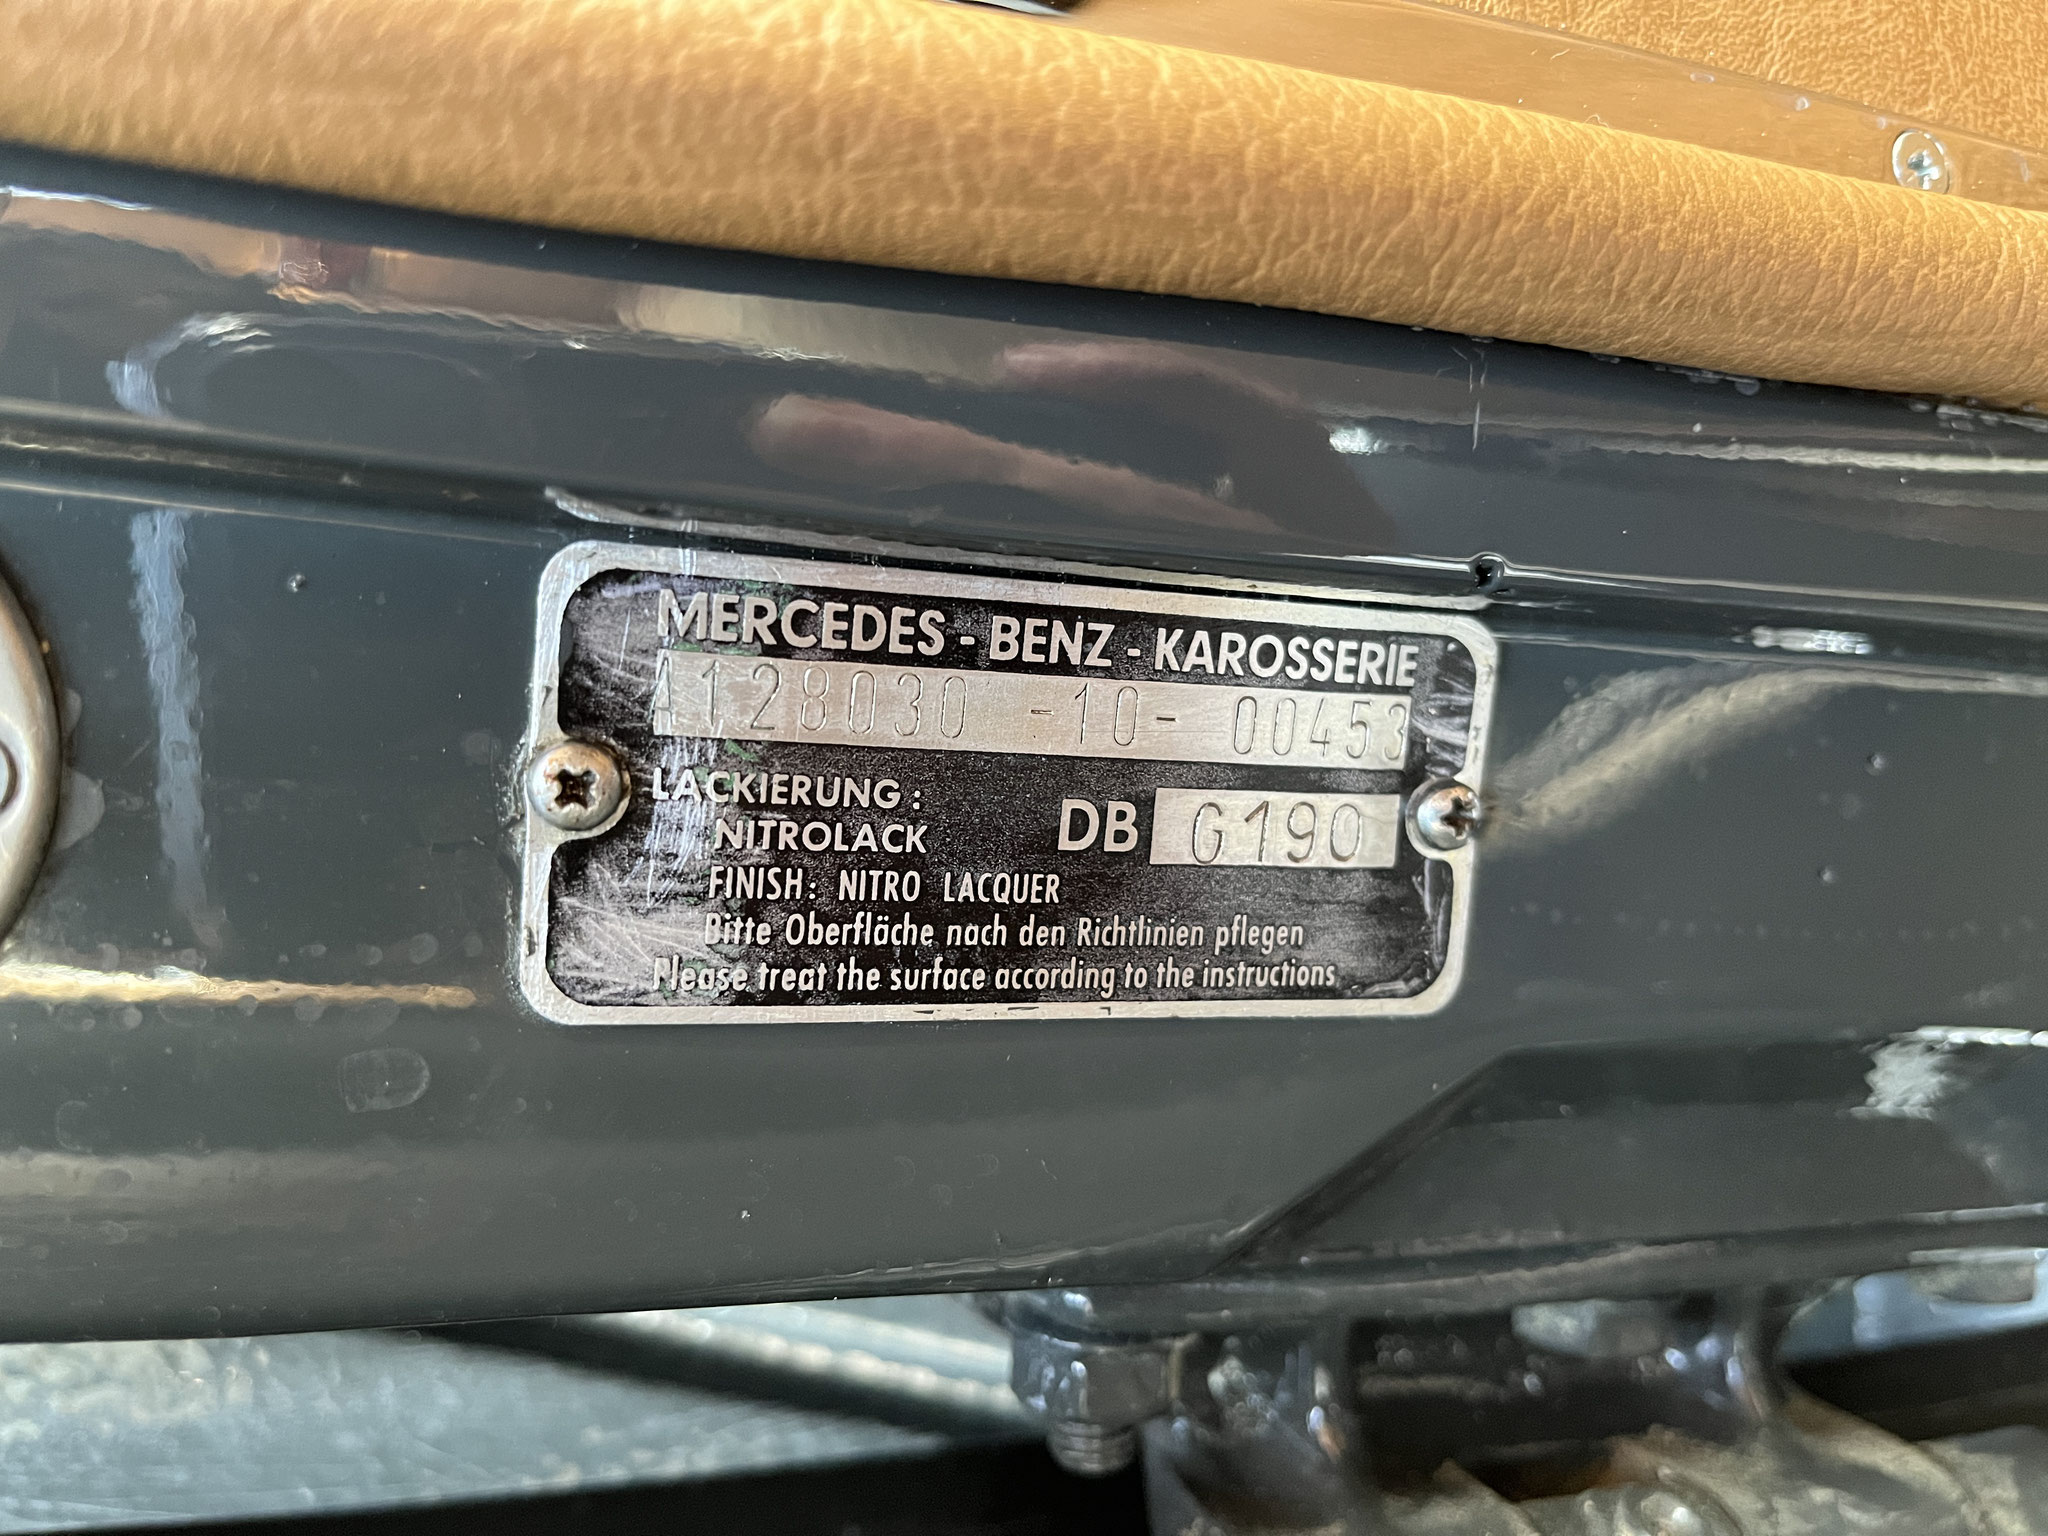 MERCEDES - BENZ - KAROSSERIE
A128030 -10- 00453
LACKIERUNG :
NITROLACK DB G190
FINISH: NITRO LACQUER
Bitte Oberfläche nach den Richtlinien pflegen
Please treat the surface according to the instructions